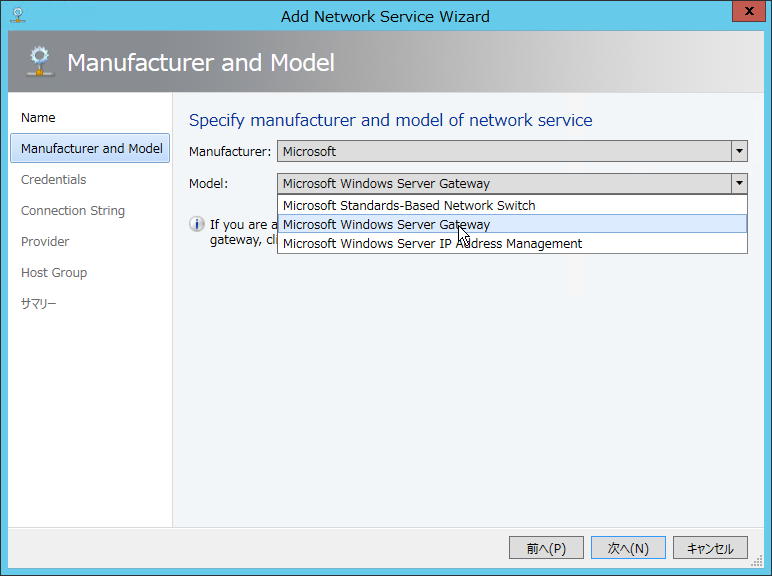 Add Network Service Wizard
Manufacturer and Model
Name
Manufacturer and Model
Credentials
Connection String
Provider
Host Group
サマリー
Specify manufacturer and model of network service
Manufacturer: Microsoft
Model: Microsoft Windows Server Gateway
Microsoft Standards-Based Network Switch
Microsoft Windows Server Gateway
Microsoft Windows Server IP Address Management
If you are a
gateway, cli
前へ(P) 次へ(N) キャンセル